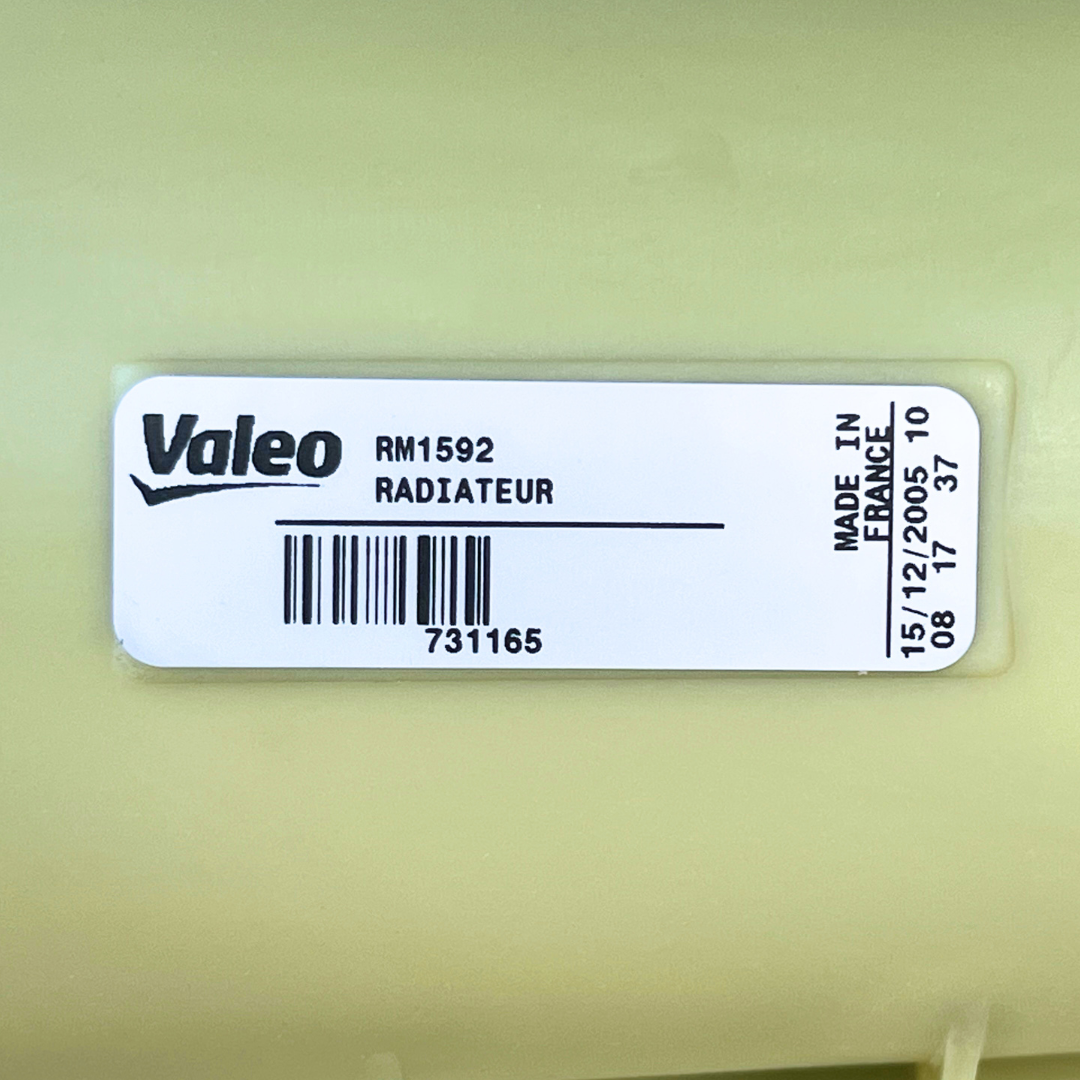 Valeo
RM1592
RADIATEUR
731165
MADE IN
FRANCE
15/12/2005 10
08 17 37